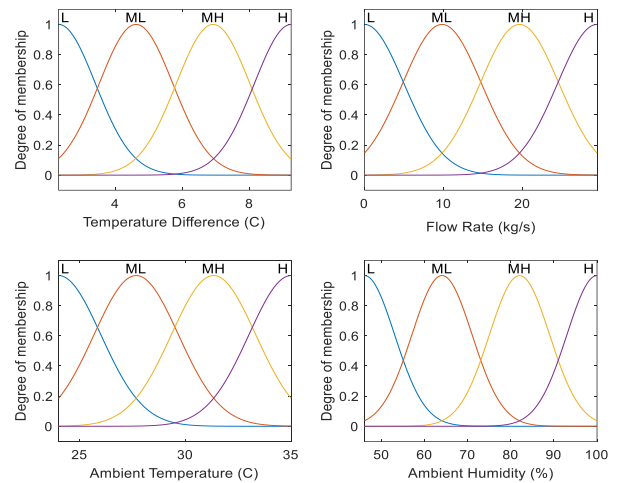 L ML MH H
1
0.8
0.6
0.4
0.2
0
Degree of membership
4 6 8
Temperature Difference (C)
L ML MH H
1
0.8
0.6
0.4
0.2
0
Degree of membership
0 10 20
Flow Rate (kg/s)
L ML MH H
1
0.8
0.6
0.4
0.2
0
Degree of membership
25 30 35
Ambient Temperature (C)
L ML MH H
1
0.8
0.6
0.4
0.2
0
Degree of membership
50 60 70 80 90 100
Ambient Humidity (%)